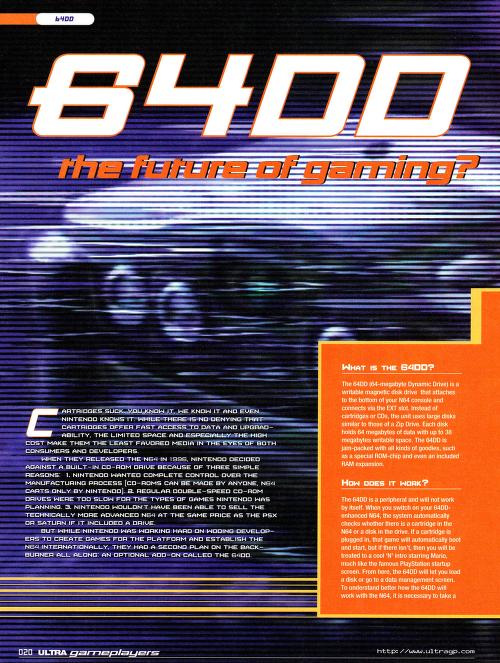 64DD
64DD
the future of gaming?
CARTRIDGES SUCK. YOU KNOW IT, WE KNOW IT AND EVEN
NINTENDO KNOWS IT. WHILE THERE IS NO DENYING THAT
CARTRIDGES OFFER FAST ACCESS TO DATA AND UPGRAD-
ABILITY, THE LIMITED SPACE AND ESPECIALLY THE HIGH
COST MAKE THEM THE LEAST FAVORED MEDIA IN THE EYES OF BOTH
CONSUMERS AND DEVELOPERS.
WHEN THEY RELEASED THE N64 IN 1996, NINTENDO DECIDED
AGAINST A BUILT-IN CD-ROM DRIVE BECAUSE OF THREE SIMPLE
REASONS: 1. NINTENDO WANTED COMPLETE CONTROL OVER THE
MANUFACTURING PROCESS (CD-ROMS CAN BE MADE BY ANYONE, N64
CARTS ONLY BY NINTENDO). 2. REGULAR DOUBLE-SPEED CD-ROM
DRIVES WERE TOO SLOW FOR THE TYPES OF GAMES NINTENDO WAS
PLANNING. 3. NINTENDO WOULDN'T HAVE BEEN ABLE TO SELL THE
TECHNICALLY MORE ADVANCED N64 AT THE SAME PRICE AS THE PSX
OR SATURN IF IT INCLUDED A DRIVE.
BUT WHILE NINTENDO WAS WORKING HARD ON WOOING DEVELOP-
ERS TO CREATE GAMES FOR THE PLATFORM AND ESTABLISH THE
N64 INTERNATIONALLY, THEY HAD A SECOND PLAN ON THE BACK-
BURNER ALL ALONG: AN OPTIONAL ADD-ON CALLED THE 64DD.
WHAT IS THE 64DD?
The 64DD (64-megabyte Dynamic Drive) is a
writable magnetic disk drive that attaches
to the bottom of your N64 console and
connects via the EXT slot. Instead of
cartridges or CDs, the unit uses large disks
similar to those of a Zip Drive. Each disk
holds 64 megabytes of data with up to 38
megabytes writable space. The 64DD is
jam-packed with all kinds of goodies, such
as a special ROM-chip and even an included
RAM expansion.
HOW DOES IT WORK?
The 64DD is a peripheral and will not work
by itself. When you switch on your 64DD-
enhanced N64, the system automatically
checks whether there is a cartridge in the
N64 or a disk in the drive. If a cartridge is
plugged in, that game will automatically boot
and start, but if there isn't, then you will be
treated to a cool 'N' intro starring Mario,
much like the famous PlayStation startup
screen. From here, the 64DD will let you load
a disk or go to a data management screen.
To understand better how the 64DD will
work with the N64, it is necessary to take a
020 ULTRA gameplayers
http://www.ultragp.com